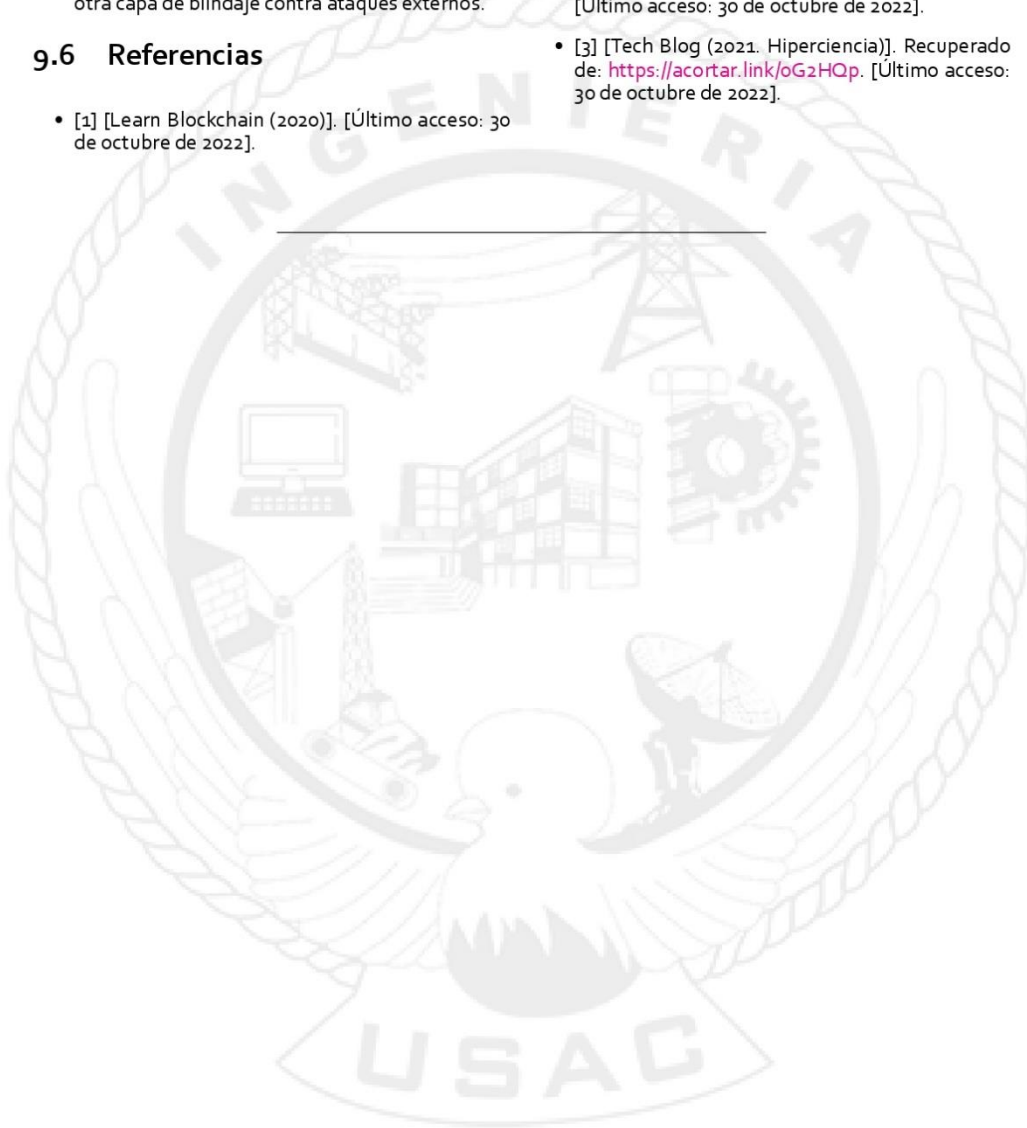 otra capa de blindaje contra ataques externos.
9.6 Referencias
• [1] [Learn Blockchain (2020)]. [Último acceso: 30
de octubre de 2022].
[Último acceso: 30 de octubre de 2022].
• [3] [Tech Blog (2021. Hiperciencia)]. Recuperado
de: https://acortar.link/oG2HQp. [Último acceso:
30 de octubre de 2022].
INGENIERIA
USAC